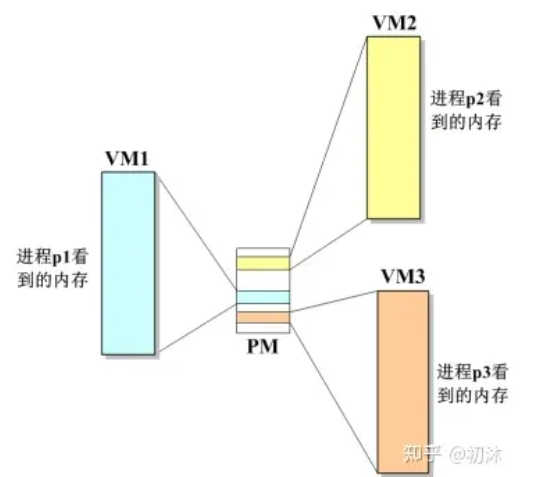 VM2
进程p2看
到的内存
VM1
进程p1看
到的内存
VM3
PM
进程p3看
到的内存
知乎 @初沐